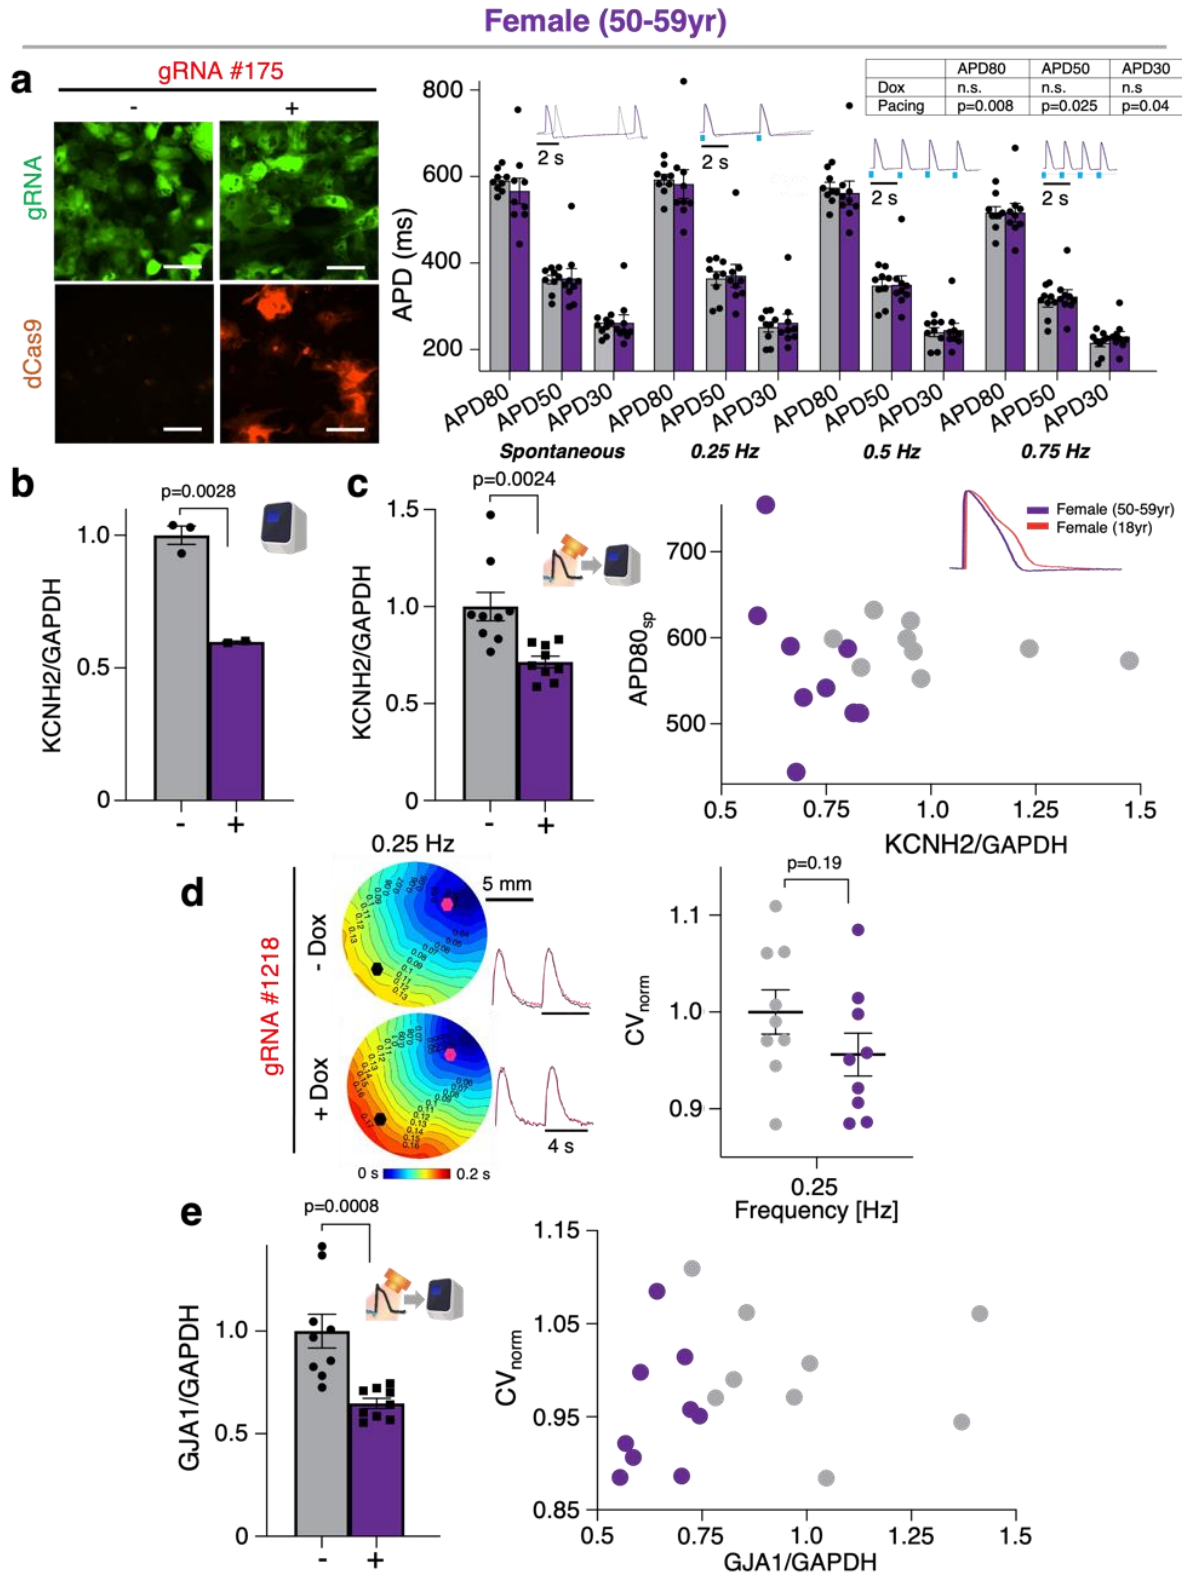 Female (50-59yr)
a
gRNA #175
- +
gRNA
dCas9
APD (ms)
800
600
400
200
2 s
2 s
2 s
2 s
APD80 APD50 APD30
Dox n.s. n.s. n.s
Pacing p=0.008 p=0.025 p=0.04
APD80 APD50 APD30 APD80 APD50 APD30 APD80 APD50 APD30 APD80 APD50 APD30
Spontaneous 0.25 Hz 0.5 Hz 0.75 Hz
b
p=0.0028
KCNH2/GAPDH
1.0
0.5
0
- +
c
p=0.0024
KCNH2/GAPDH
1.5
1.0
0.5
0
- +
APD80sp
700
600
500
Female (50-59yr)
Female (18yr)
0.5 0.75 1.0 1.25 1.5
KCNH2/GAPDH
d
gRNA #1218
0.25 Hz
- Dox
5 mm
+ Dox
4 s
0 s 0.2 s
p=0.19
CVnorm
1.1
1.0
0.9
0.25
Frequency [Hz]
e
p=0.0008
GJA1/GAPDH
1.0
0.5
0
- +
CVnorm
1.15
1.05
0.95
0.85
0.5 0.75 1.0 1.25 1.5
GJA1/GAPDH